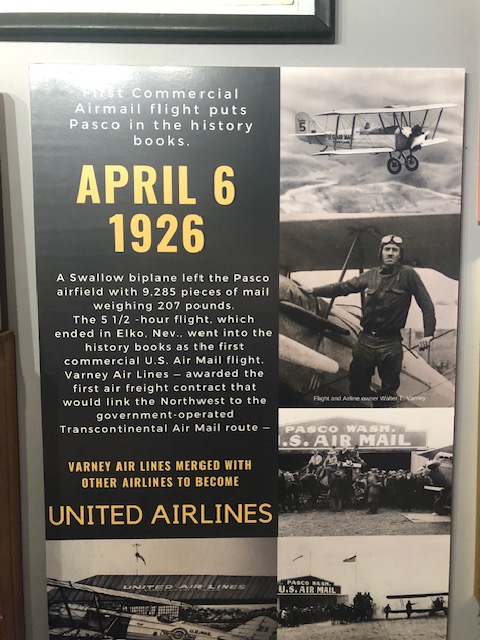 First Commercial
Airmail flight puts
Pasco in the history
books.
APRIL 6
1926
A Swallow biplane left the Pasco
airfield with 9,285 pieces of mail
weighing 207 pounds.
The 5 1/2 -hour flight, which
ended in Elko, Nev., went into the
history books as the first
commercial U.S. Air Mail flight.
Varney Air Lines — awarded the
first air freight contract that
would link the Northwest to the
government-operated
Transcontinental Air Mail route —
VARNEY AIR LINES MERGED WITH
OTHER AIRLINES TO BECOME
UNITED AIRLINES
UNITED AIR LINES
U.S. MAIL
5
U.S. AIR MAIL
Flight and Airline owner Walter T. Varney
PASCO WASH.
U.S. AIR MAIL
PASCO WASH.
U.S. AIR MAIL